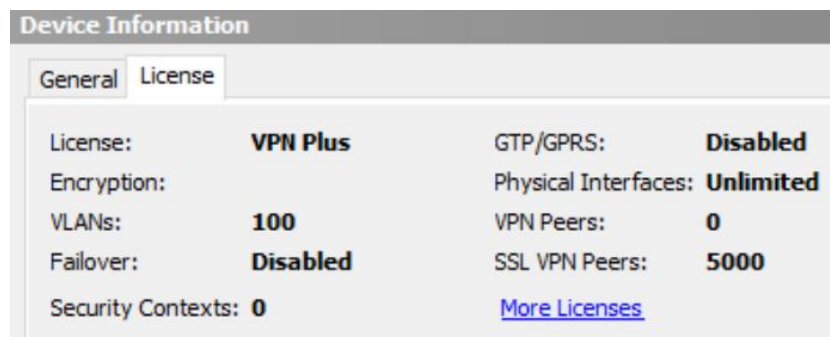 Device Information
General License
License: VPN Plus GTP/GPRS: Disabled
Encryption: Physical Interfaces: Unlimited
VLANs: 100 VPN Peers: 0
Failover: Disabled SSL VPN Peers: 5000
Security Contexts: 0 More Licenses